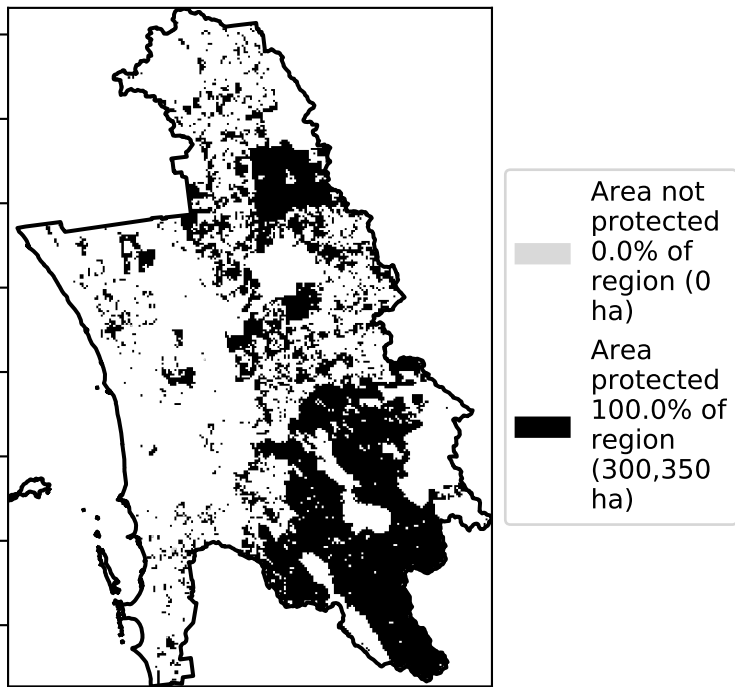 Area not
protected
0.0% of
region (0
ha)
Area
protected
100.0% of
region
(300,350
ha)